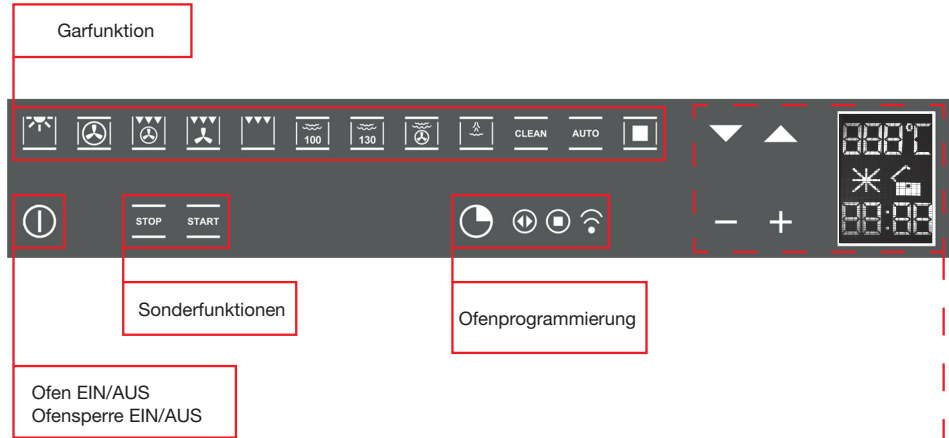 Garfunktion
100
130
CLEAN
AUTO
888°C
STOP
START
88:88
Sonderfunktionen
Ofenprogrammierung
Ofen EIN/AUS
Ofensperre EIN/AUS